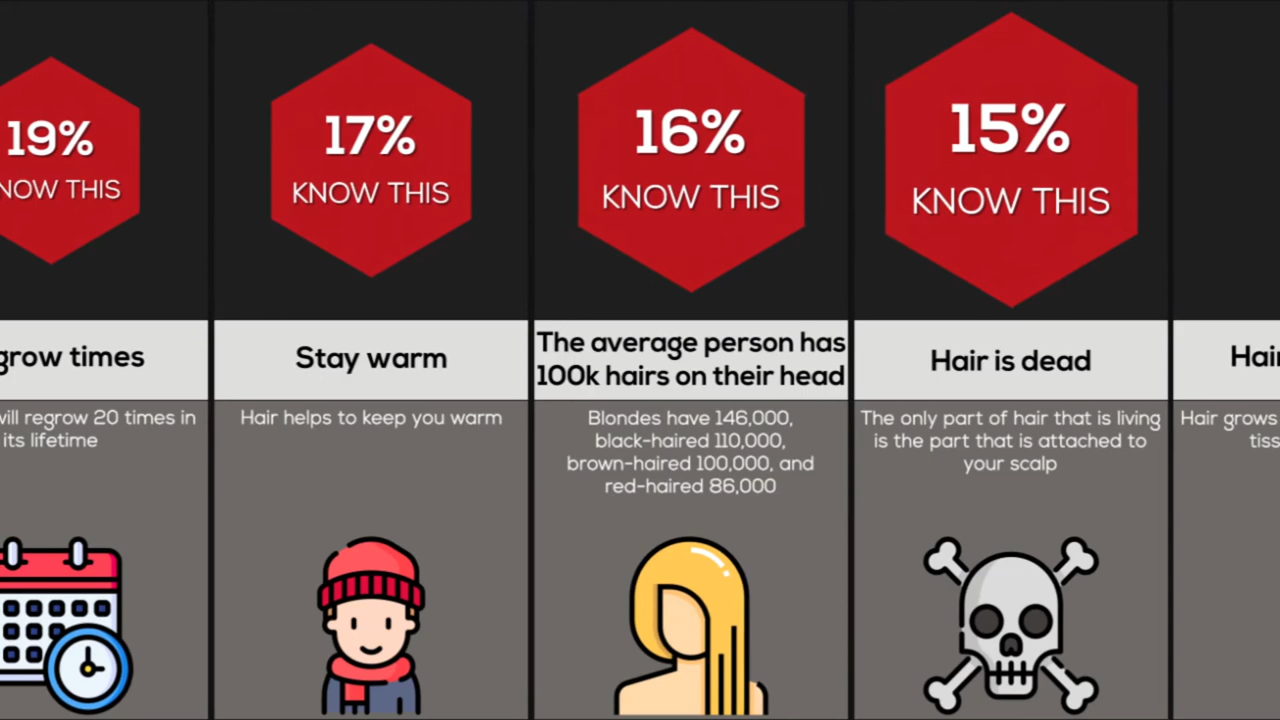 19%
NOW THIS
grow times
will regrow 20 times in
its lifetime
17%
KNOW THIS
Stay warm
Hair helps to keep you warm
16%
KNOW THIS
The average person has
100k hairs on their head
Blondes have 146,000,
black-haired 110,000,
brown-haired 100,000, and
red-haired 86,000
15%
KNOW THIS
Hair is dead
The only part of hair that is living
is the part that is attached to
your scalp
Hair
Hair grows
tiss